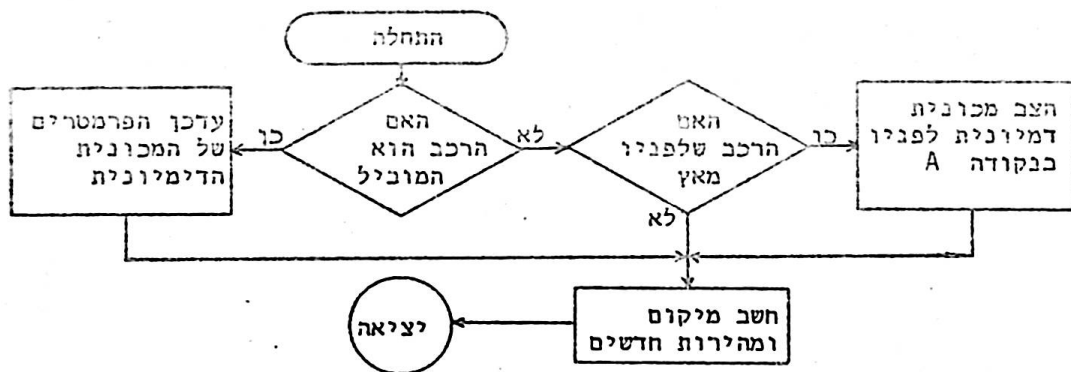 התחלה
האם
הרכב הוא
המוביל
כן
עדכן הפרמטרים
של המכונית
הדימיונית
לא
האם
הרכב שלפניו
מאץ
כן
הצב מכונית
דמיונית לפניו
בנקודה A
לא
חשב מיקום
ומהירות חדשים
יציאה